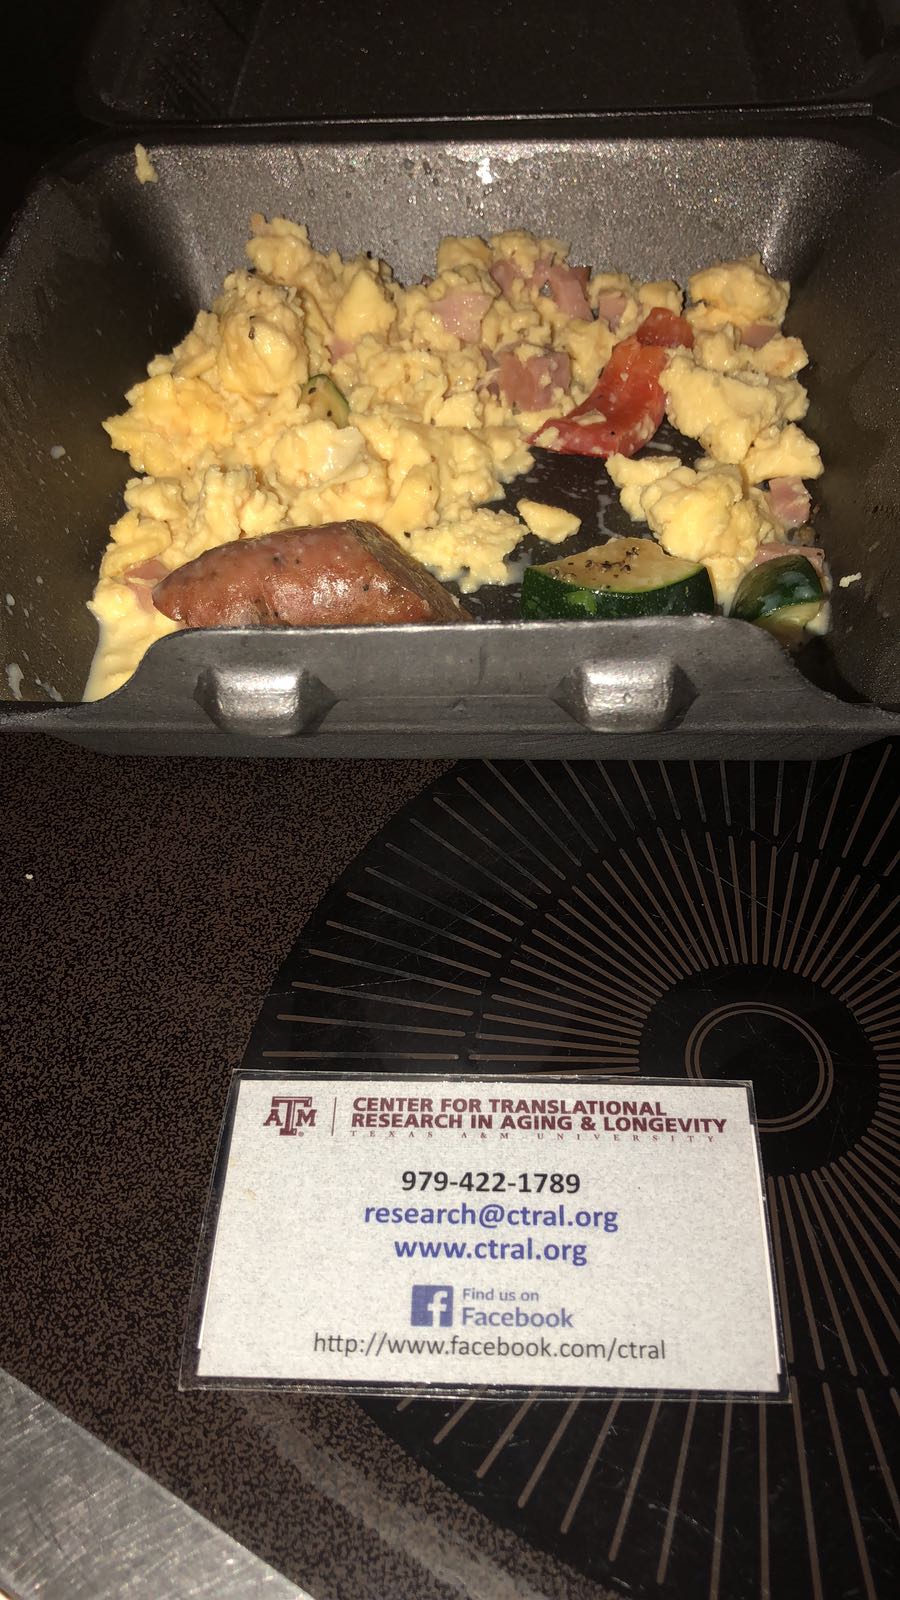 ATM | CENTER FOR TRANSLATIONAL
RESEARCH IN AGING & LONGEVITY
TEXAS A&M UNIVERSITY
979-422-1789
research@ctral.org
www.ctral.org
f Find us on
Facebook
http://www.facebook.com/ctral